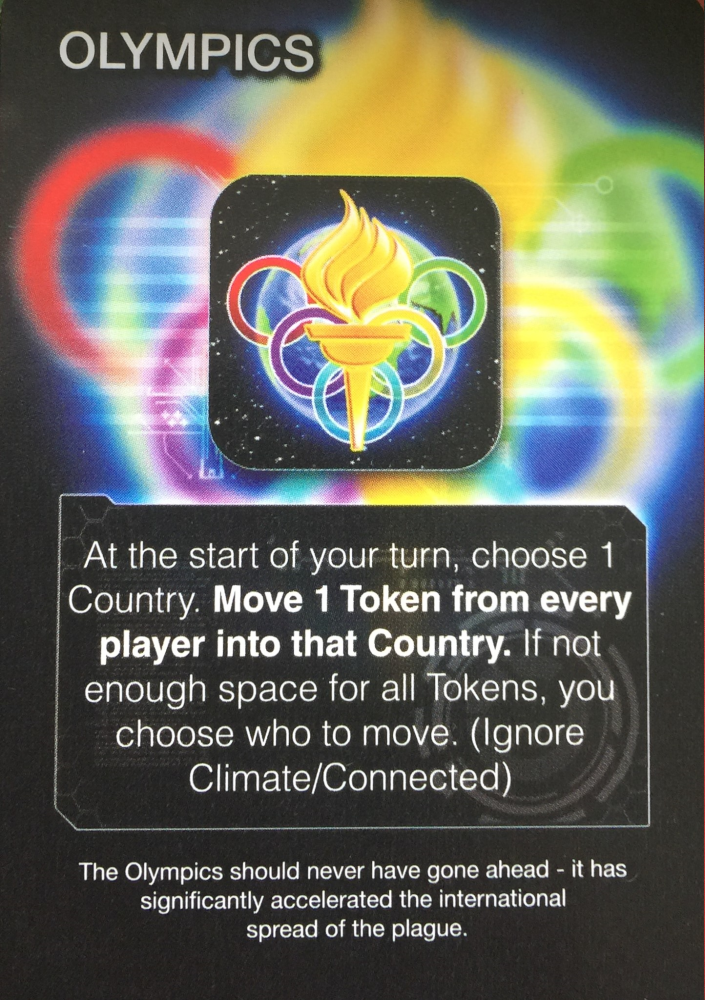 OLYMPICS
At the start of your turn, choose 1
Country. Move 1 Token from every
player into that Country. If not
enough space for all Tokens, you
choose who to move. (Ignore
Climate/Connected)
The Olympics should never have gone ahead - it has
significantly accelerated the international
spread of the plague.